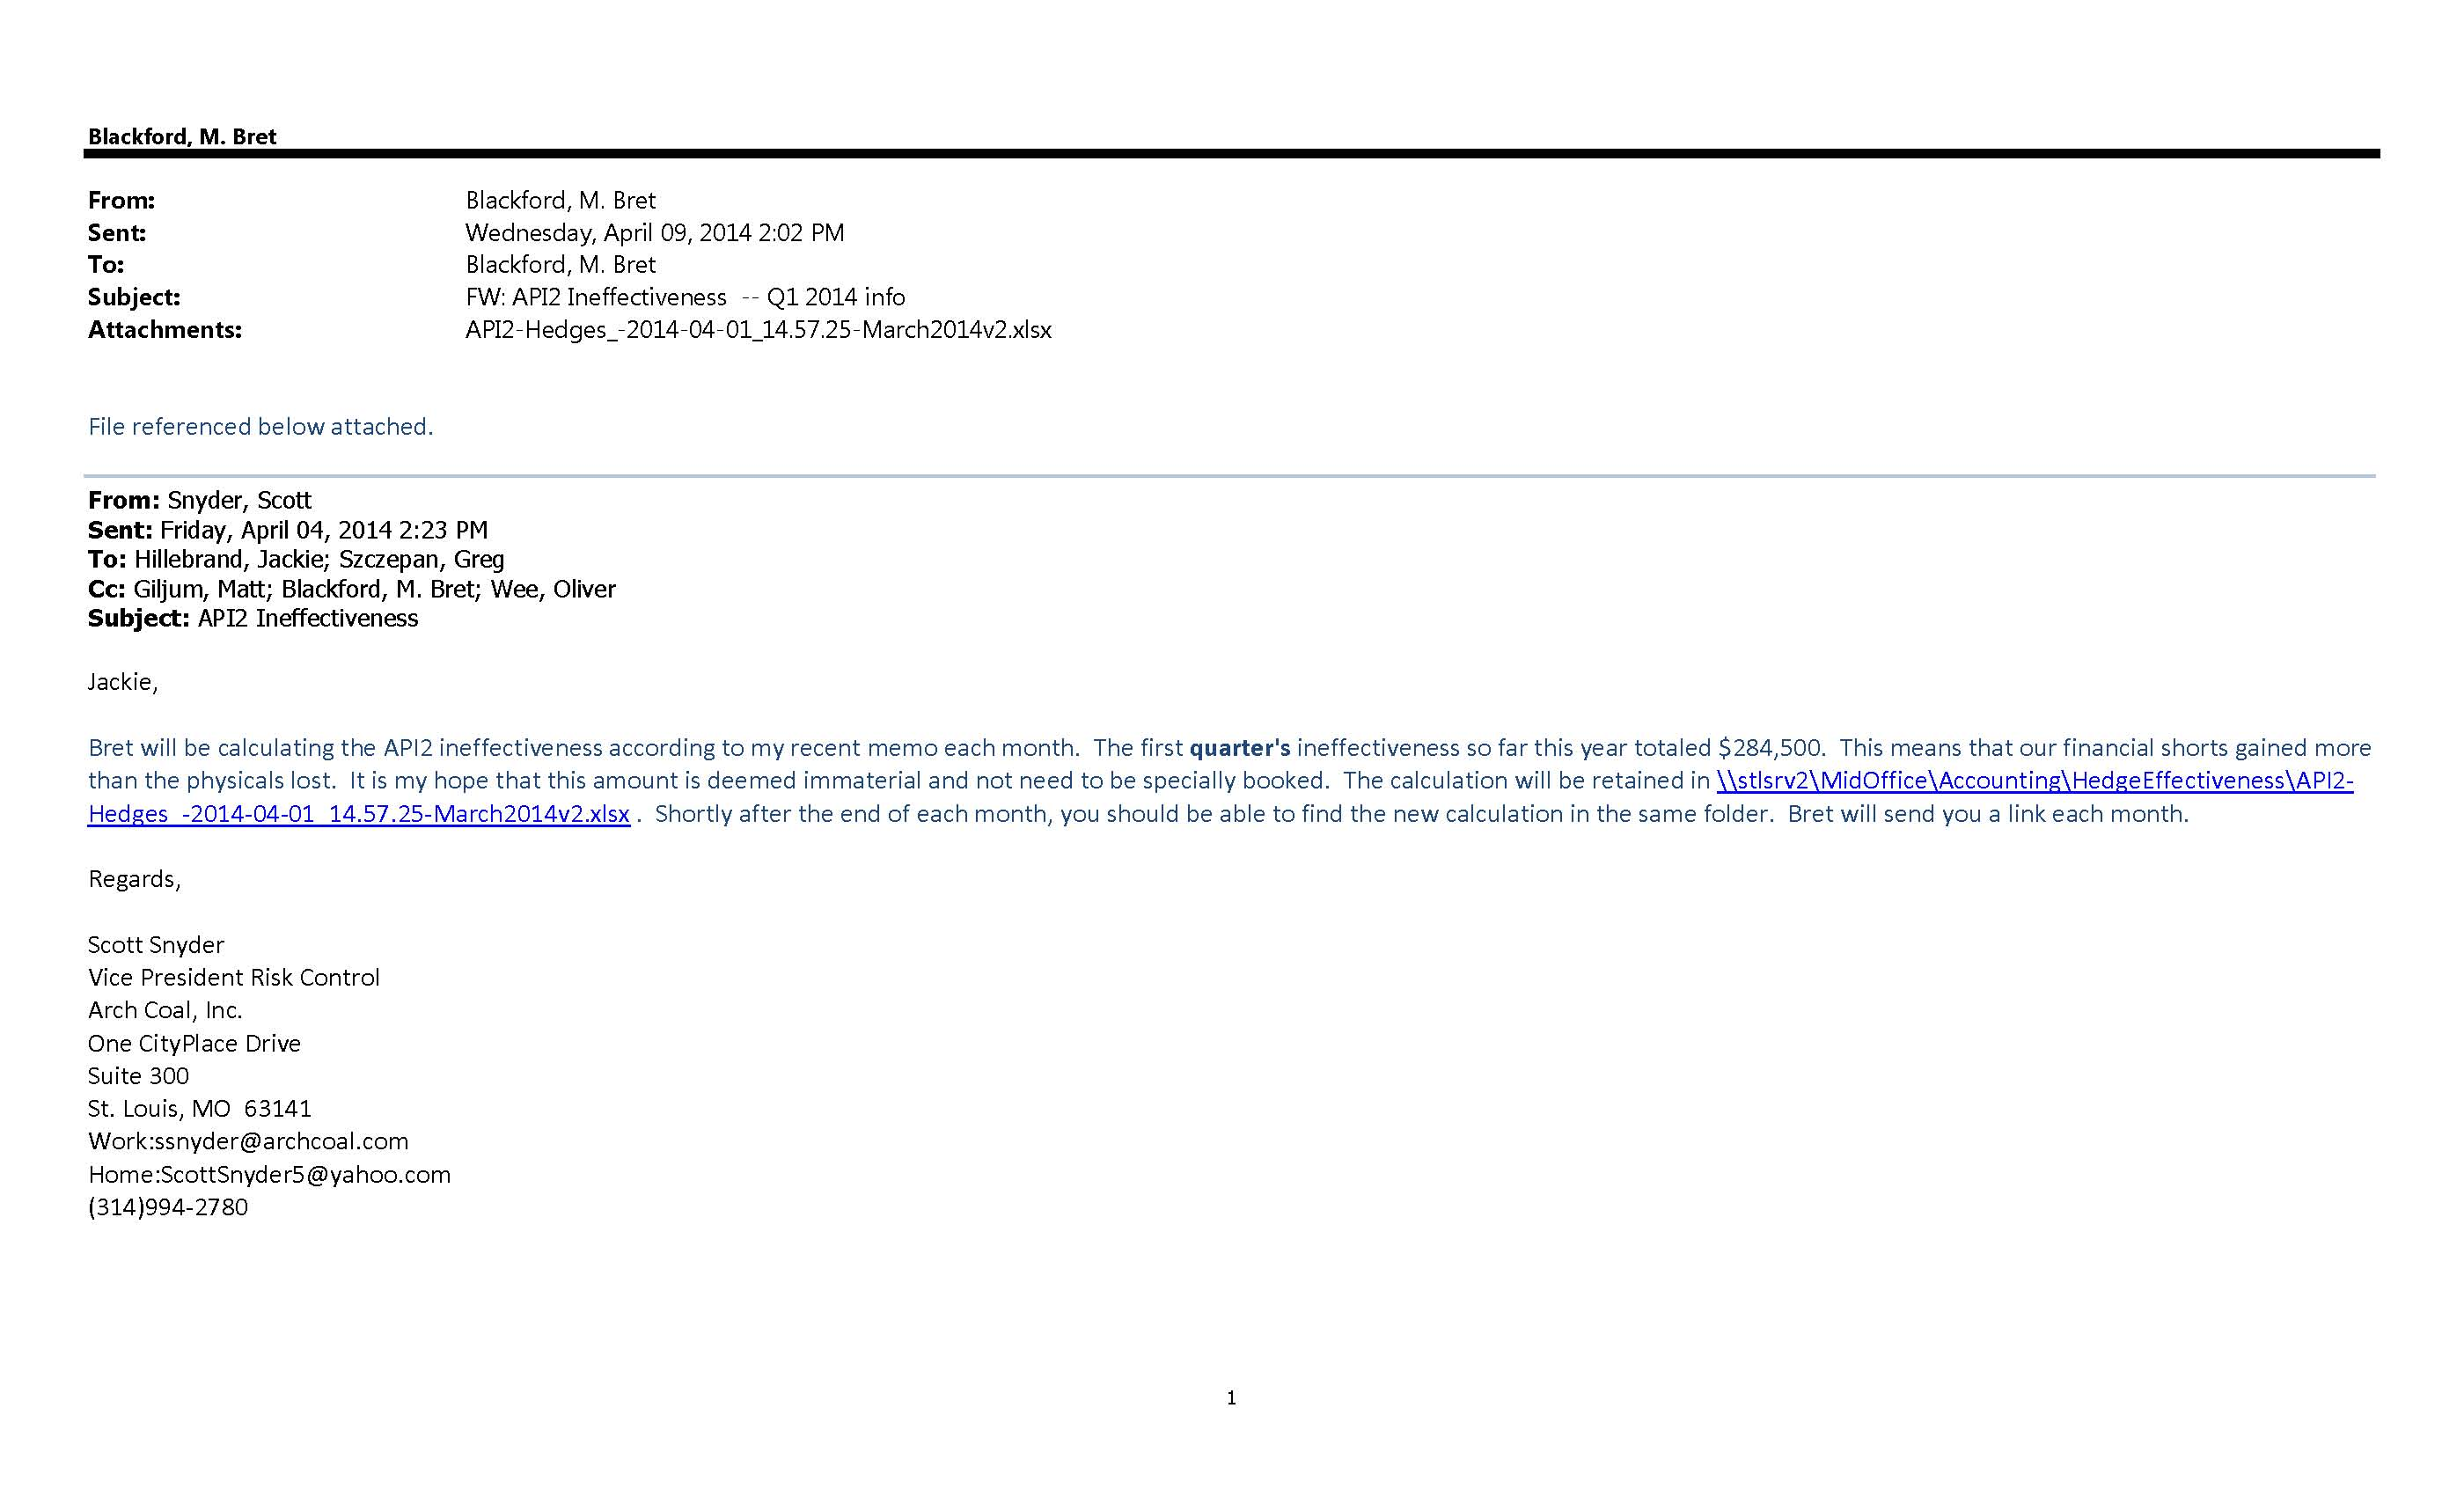 Blackford, M. Bret
From: Blackford, M. Bret
Sent: Wednesday, April 09, 2014 2:02 PM
To: Blackford, M. Bret
Subject: FW: API2 Ineffectiveness  -- Q1 2014 info
Attachments: API2-Hedges_-2014-04-01_14.57.25-March2014v2.xlsx
File referenced below attached.
From: Snyder, Scott
Sent: Friday, April 04, 2014 2:23 PM
To: Hillebrand, Jackie; Szczepan, Greg
Cc: Giljum, Matt; Blackford, M. Bret; Wee, Oliver
Subject: API2 Ineffectiveness
Jackie,
Bret will be calculating the API2 ineffectiveness according to my recent memo each month.  The first quarter's ineffectiveness so far this year totaled $284,500.  This means that our financial shorts gained more
than the physicals lost.  It is my hope that this amount is deemed immaterial and not need to be specially booked.  The calculation will be retained in \\stlsrv2\MidOffice\Accounting\HedgeEffectiveness\API2-
Hedges_-2014-04-01_14.57.25-March2014v2.xlsx .  Shortly after the end of each month, you should be able to find the new calculation in the same folder.  Bret will send you a link each month.
Regards,
Scott Snyder
Vice President Risk Control
Arch Coal, Inc.
One CityPlace Drive
Suite 300
St. Louis, MO  63141
Work:ssnyder@archcoal.com
Home:ScottSnyder5@yahoo.com
(314)994-2780
1